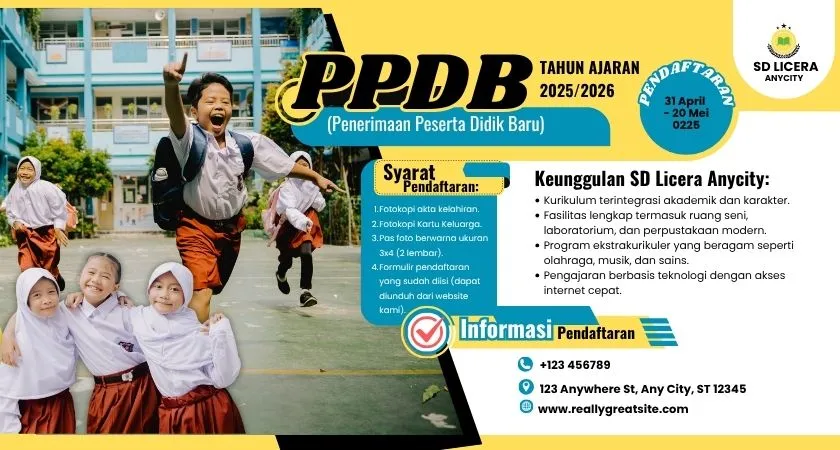 SD LICERA
ANYCITY
PPDB
TAHUN AJARAN
2025/2026
(Penerimaan Peserta Didik Baru)
PENDAFTARAN
31 April
- 20 Mei
0225
Syarat
Pendaftaran:
1. Fotokopi akta kelahiran.
2. Fotokopi Kartu Keluarga.
3. Pas foto berwarna ukuran
3x4 (2 lembar).
4. Formulir pendaftaran
yang sudah diisi (dapat
diunduh dari website
kami).
Keunggulan SD Licera Anycity:
• Kurikulum terintegrasi akademik dan karakter.
• Fasilitas lengkap termasuk ruang seni,
laboratorium, dan perpustakaan modern.
• Program ekstrakurikuler yang beragam seperti
olahraga, musik, dan sains.
• Pengajaran berbasis teknologi dengan akses
internet cepat.
Informasi Pendaftaran
+123 456789
123 Anywhere St, Any City, ST 12345
www.reallygreatsite.com